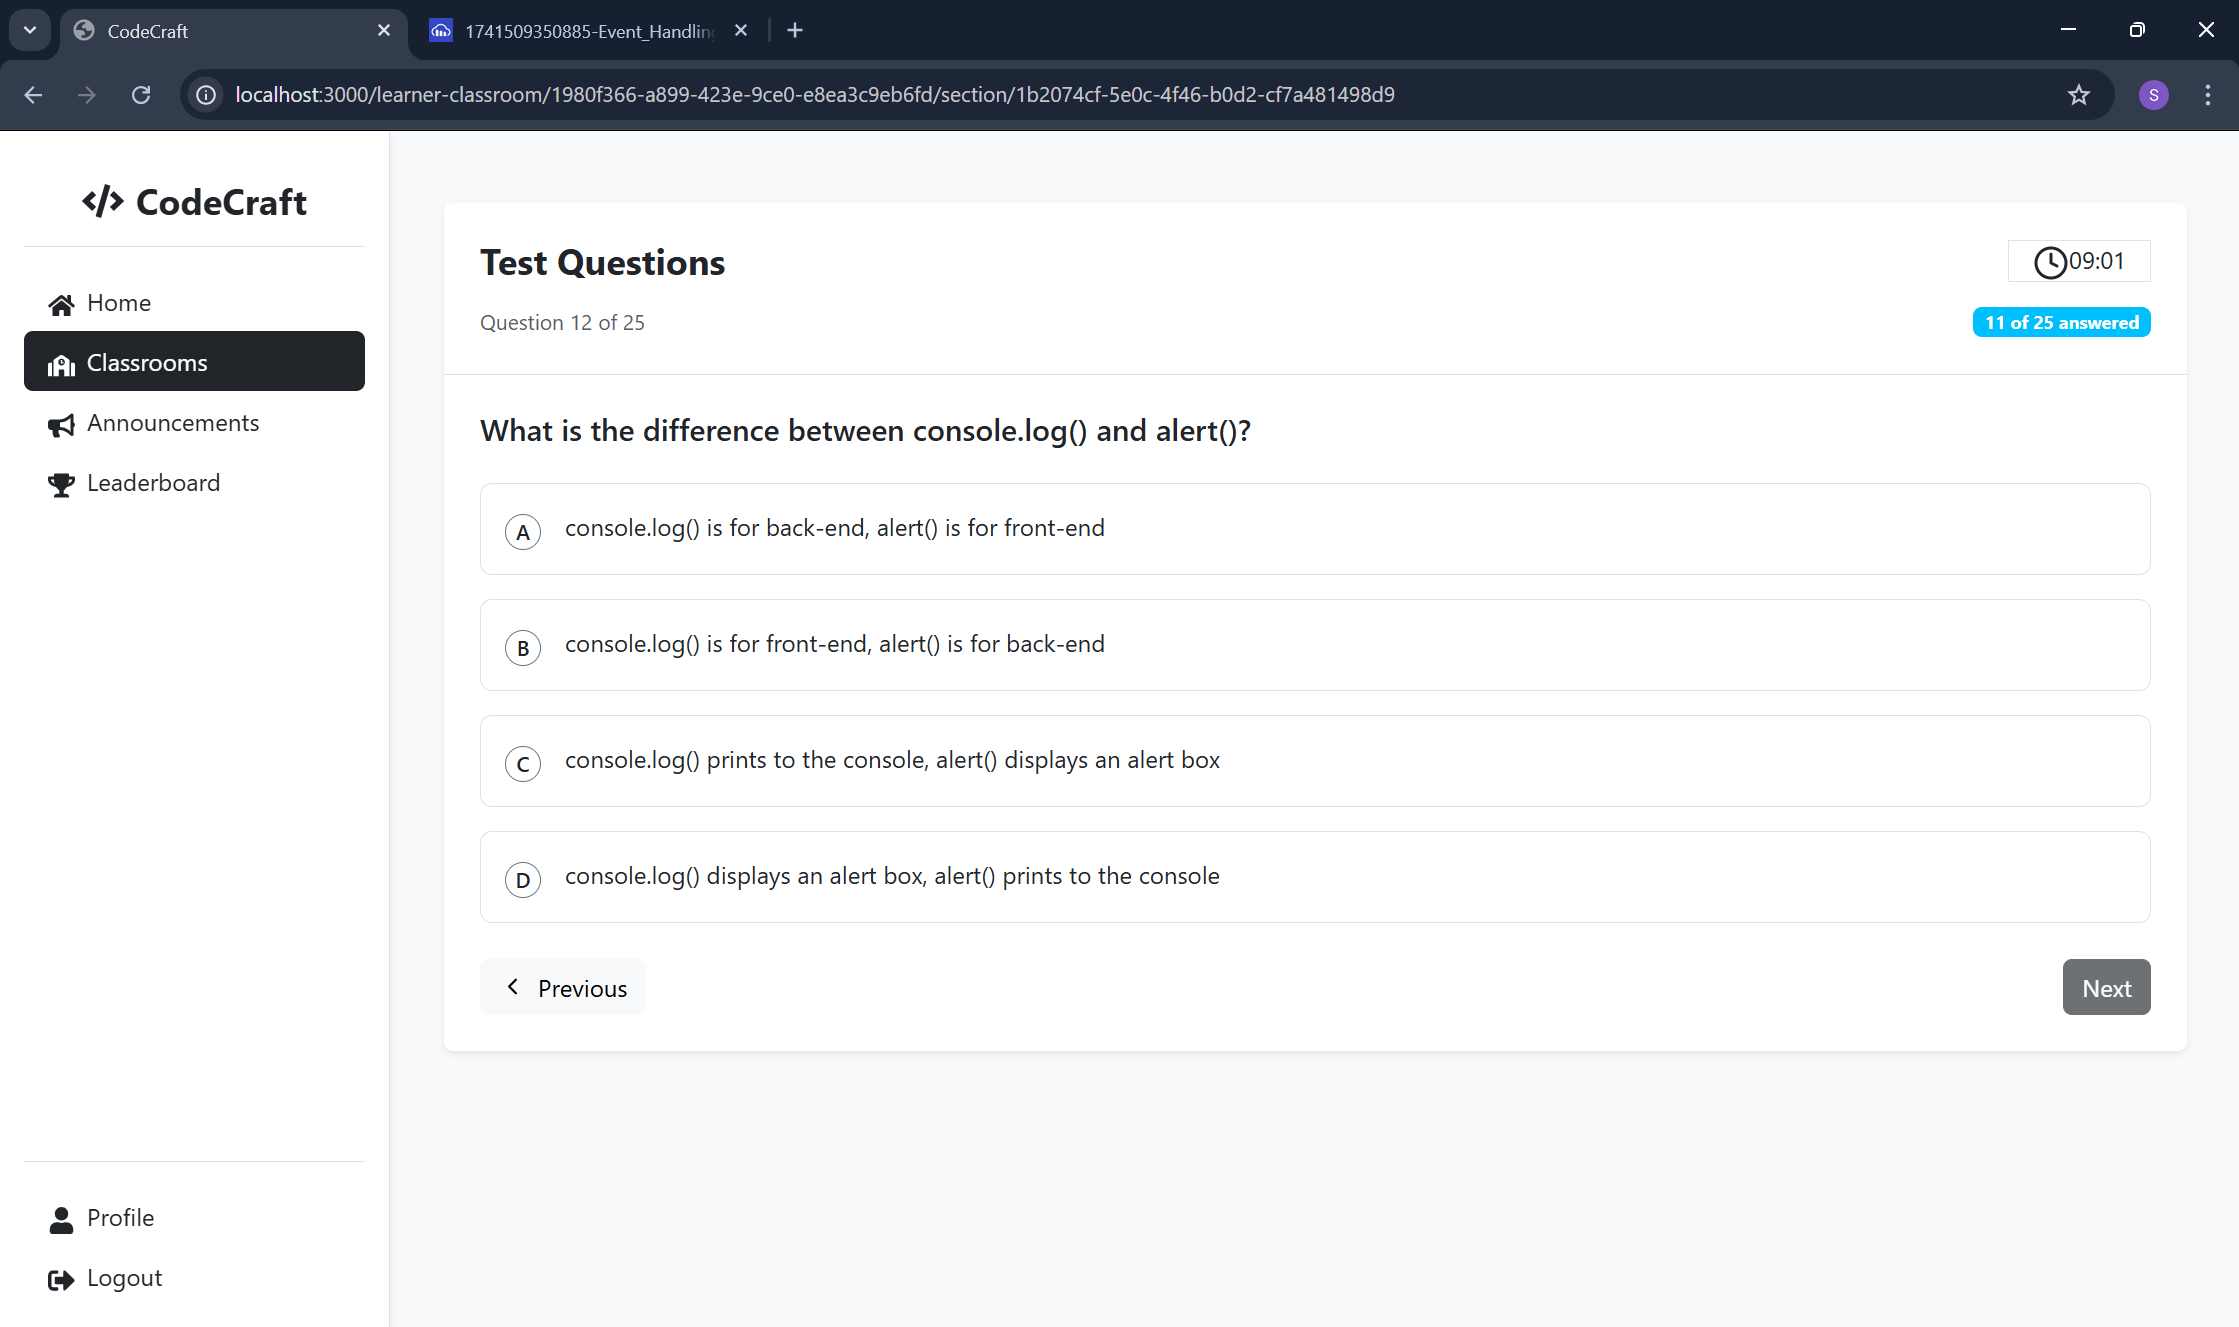 CodeCraft
1741509350885-Event_Handling
localhost:3000/learner-classroom/1980f366-a899-423e-9ce0-e8ea3c9eb6fd/section/1b2074cf-5e0c-4f46-b0d2-cf7a481498d9
S
</> CodeCraft
Home
Classrooms
Announcements
Leaderboard
Profile
Logout
Test Questions
09:01
Question 12 of 25
11 of 25 answered
What is the difference between console.log() and alert()?
A console.log() is for back-end, alert() is for front-end
B console.log() is for front-end, alert() is for back-end
C console.log() prints to the console, alert() displays an alert box
D console.log() displays an alert box, alert() prints to the console
Previous
Next